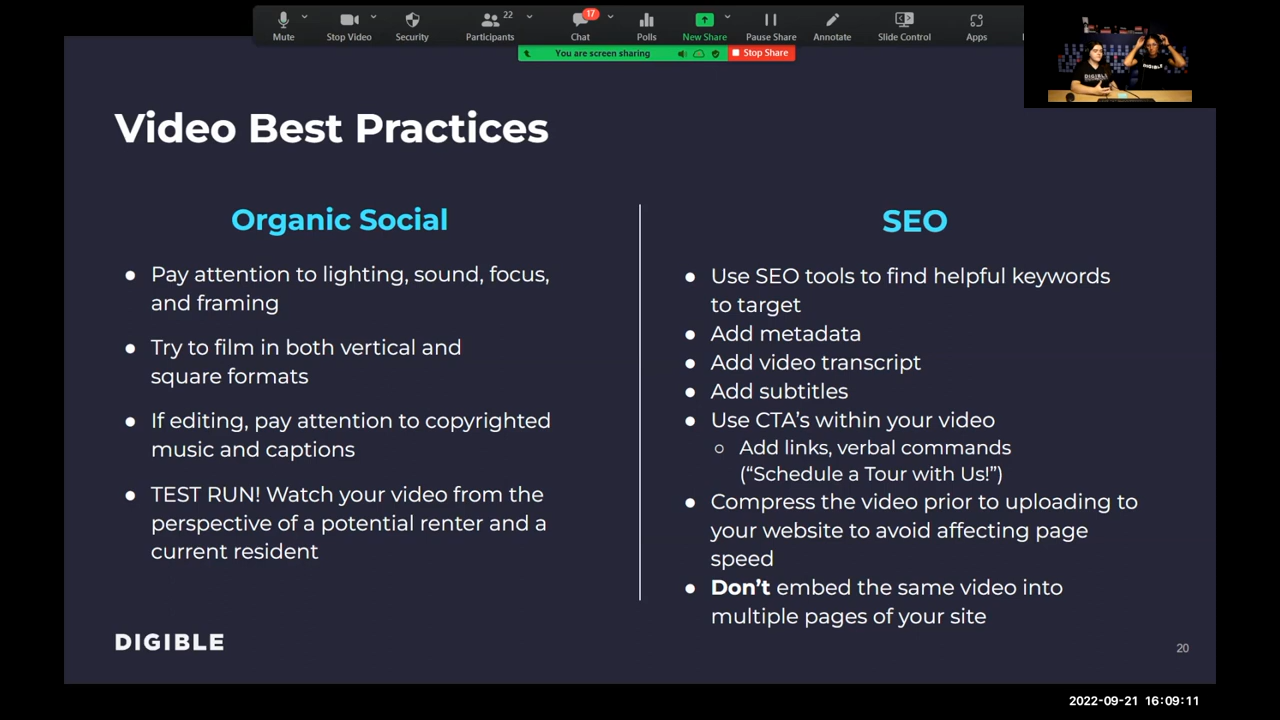 22
17
Mute
Stop Video
Security
Participants
Chat
Polls
New Share
Pause Share
Annotate
Slide Control
Apps
You are screen sharing
Stop Share
DIGIBLE
DIGIBLE
Video Best Practices
Organic Social
● Pay attention to lighting, sound, focus,
and framing
● Try to film in both vertical and
square formats
● If editing, pay attention to copyrighted
music and captions
● TEST RUN! Watch your video from the
perspective of a potential renter and a
current resident
SEO
● Use SEO tools to find helpful keywords
to target
● Add metadata
● Add video transcript
● Add subtitles
● Use CTA’s within your video
○ Add links, verbal commands
(“Schedule a Tour with Us!”)
● Compress the video prior to uploading to
your website to avoid affecting page
speed
● Don’t embed the same video into
multiple pages of your site
DIGIBLE
20
2022-09-21 16:09:11